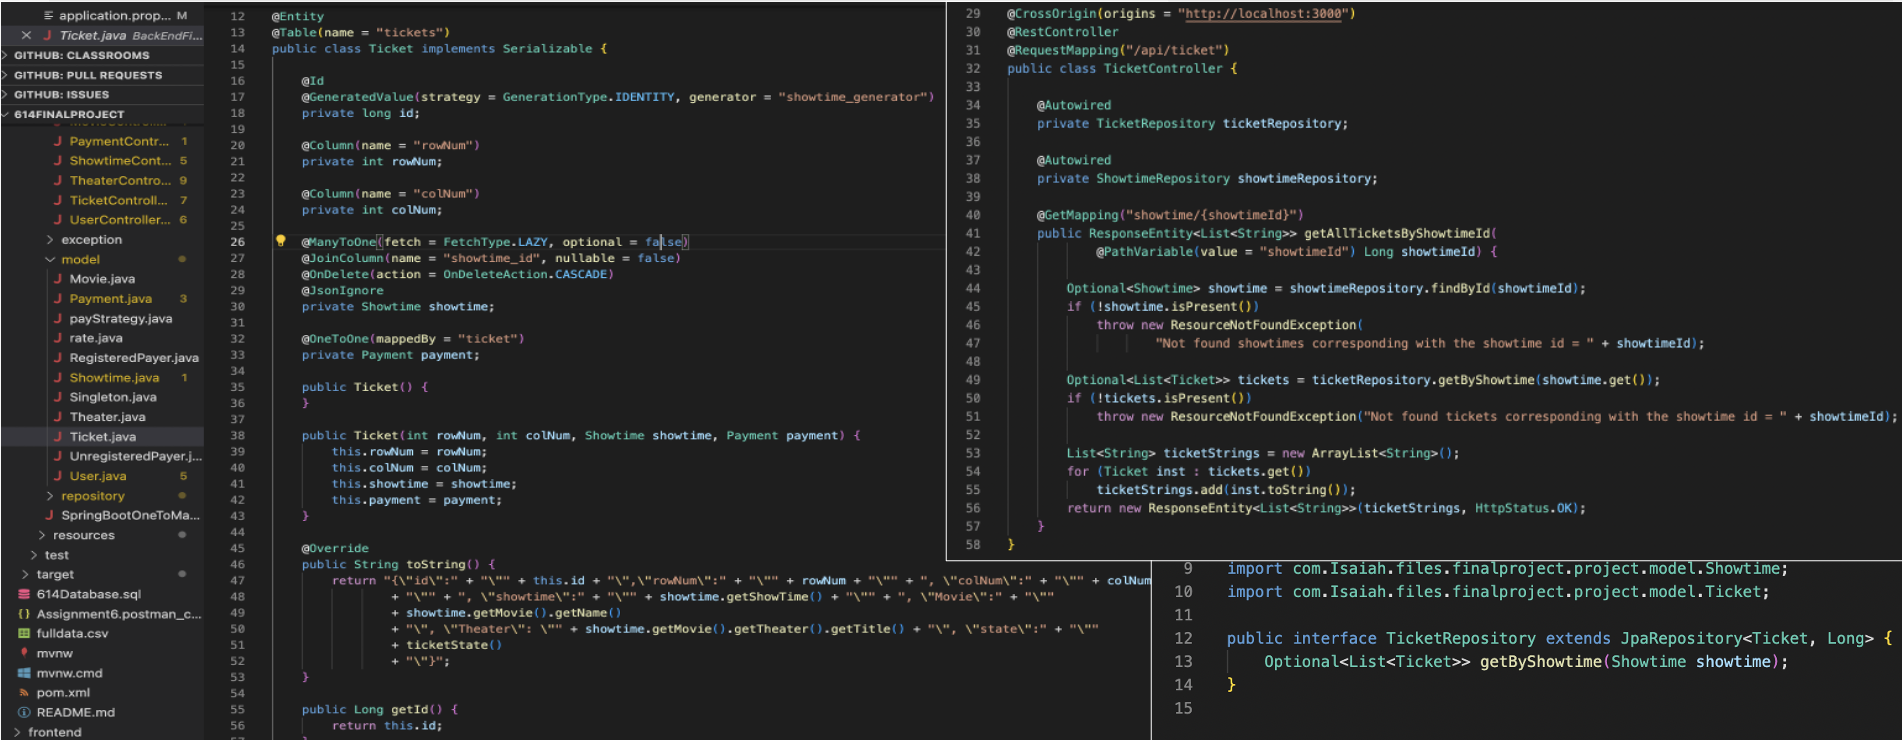 application.prop... M
Ticket.java BackEndFi...
GITHUB: CLASSROOMS
GITHUB: PULL REQUESTS
GITHUB: ISSUES
614FINALPROJECT
PaymentContr... 1
ShowtimeCont... 5
TheaterContro... 9
TicketControll... 7
UserController... 6
exception
model
Movie.java
Payment.java 3
payStrategy.java
rate.java
RegisteredPayer.java
Showtime.java 1
Singleton.java
Theater.java
Ticket.java
UnregisteredPayer.j...
User.java 5
repository
SpringBootOneToMa...
resources
test
target
614Database.sql
Assignment6.postman_c...
fulldata.csv
mvnw
mvnw.cmd
pom.xml
README.md
frontend
12 @Entity
13 @Table(name = "tickets")
14 public class Ticket implements Serializable {
15
16 @Id
17 @GeneratedValue(strategy = GenerationType.IDENTITY, generator = "showtime_generator")
18 private long id;
19
20 @Column(name = "rowNum")
21 private int rowNum;
22
23 @Column(name = "colNum")
24 private int colNum;
25
26 @ManyToOne(fetch = FetchType.LAZY, optional = false)
27 @JoinColumn(name = "showtime_id", nullable = false)
28 @OnDelete(action = OnDeleteAction.CASCADE)
29 @JsonIgnore
30 private Showtime showtime;
31
32 @OneToOne(mappedBy = "ticket")
33 private Payment payment;
34
35 public Ticket() {
36 }
37
38 public Ticket(int rowNum, int colNum, Showtime showtime, Payment payment) {
39 this.rowNum = rowNum;
40 this.colNum = colNum;
41 this.showtime = showtime;
42 this.payment = payment;
43 }
44
45 @Override
46 public String toString() {
47 return "{\"id\":" + "\"" + this.id + "\",\"rowNum\":" + "\"" + rowNum + "\"" + ", \"colNum\":" + "\"" + colNum
48 + "\"" + ", \"showtime\":" + "\"" + showtime.getShowTime() + "\"" + ", \"Movie\":" + "\""
49 + showtime.getMovie().getName()
50 + "\", \"Theater\": \"" + showtime.getMovie().getTheater().getTitle() + "\", \"state\":" + "\""
51 + ticketState()
52 + "\"}";
53 }
54
55 public Long getId() {
56 return this.id;
29 @CrossOrigin(origins = "http://localhost:3000")
30 @RestController
31 @RequestMapping("/api/ticket")
32 public class TicketController {
33
34 @Autowired
35 private TicketRepository ticketRepository;
36
37 @Autowired
38 private ShowtimeRepository showtimeRepository;
39
40 @GetMapping("showtime/{showtimeId}")
41 public ResponseEntity<List<String>> getAllTicketsByShowtimeId(
42 @PathVariable(value = "showtimeId") Long showtimeId) {
43
44 Optional<Showtime> showtime = showtimeRepository.findById(showtimeId);
45 if (!showtime.isPresent())
46 throw new ResourceNotFoundException(
47 "Not found showtimes corresponding with the showtime id = " + showtimeId);
48
49 Optional<List<Ticket>> tickets = ticketRepository.getByShowtime(showtime.get());
50 if (!tickets.isPresent())
51 throw new ResourceNotFoundException("Not found tickets corresponding with the showtime id = " + showtimeId);
52
53 List<String> ticketStrings = new ArrayList<String>();
54 for (Ticket inst : tickets.get())
55 ticketStrings.add(inst.toString());
56 return new ResponseEntity<List<String>>(ticketStrings, HttpStatus.OK);
57 }
58 }
9 import com.Isaiah.files.finalproject.project.model.Showtime;
10 import com.Isaiah.files.finalproject.project.model.Ticket;
11
12 public interface TicketRepository extends JpaRepository<Ticket, Long> {
13 Optional<List<Ticket>> getByShowtime(Showtime showtime);
14 }
15